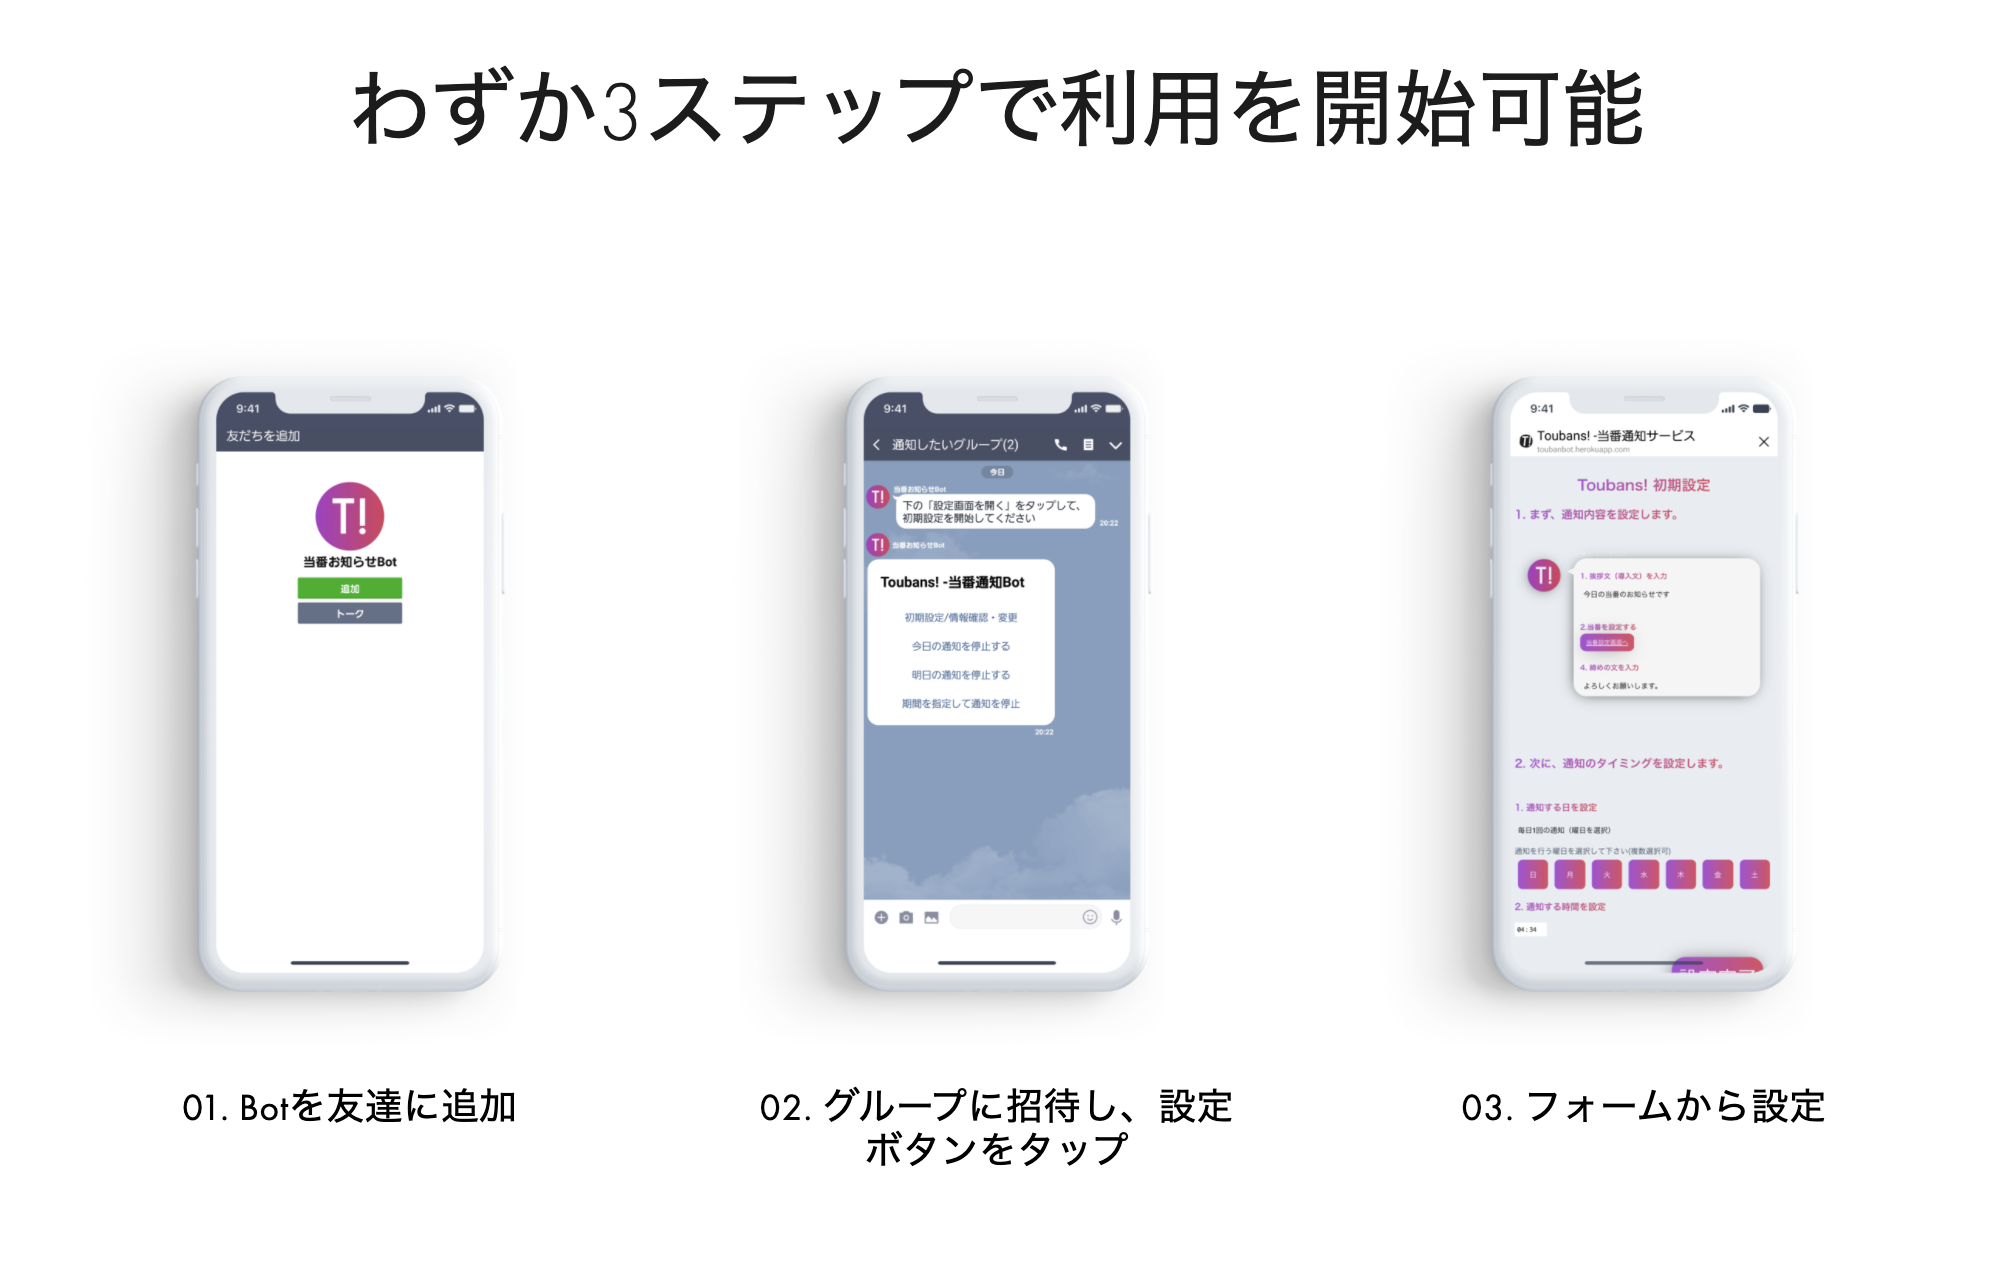 わずか3ステップで利用を開始可能
9:41
友だちを追加
T!
当番お知らせBot
追加
トーク
01. Botを友達に追加
9:41
通知したいグループ(2)
今日
T!
当番お知らせBot
下の「設定画面を開く」をタップして、
初期設定を開始してください
20:22
T!
当番お知らせBot
Toubans! -当番通知Bot
初期設定/情報確認・変更
今日の通知を停止する
明日の通知を停止する
期間を指定して通知を停止
20:22
02. グループに招待し、設定
ボタンをタップ
9:41
Toubans! -当番通知サービス
toubanbot.herokuapp.com
Toubans! 初期設定
1. まず、通知内容を設定します。
T!
1. 挨拶文（導入文）を入力
今日の当番のお知らせです
2.当番を設定する
当番設定画面へ
4. 締めの文を入力
よろしくお願いします。
2. 次に、通知のタイミングを設定します。
1. 通知する日を設定
毎日1回の通知（曜日を選択）
通知を行う曜日を選択して下さい(複数選択可)
日 月 火 水 木 金 土
2. 通知する時間を設定
04:34
03. フォームから設定